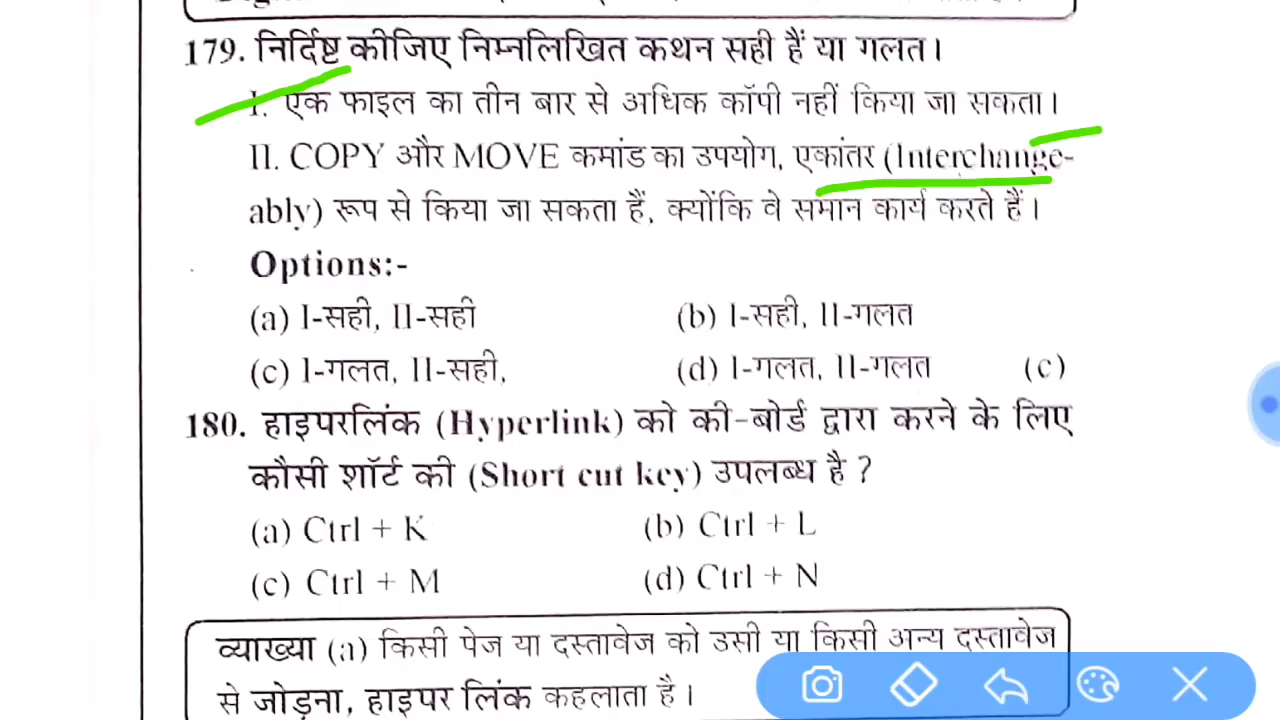 179. निर्दिष्ट कीजिए निम्नलिखित कथन सही हैं या गलत।
I. एक फाइल का तीन बार से अधिक कॉपी नहीं किया जा सकता।
II. COPY और MOVE कमांड का उपयोग, एकांतर (Interchange-
ably) रूप से किया जा सकता हैं, क्योंकि वे समान कार्य करते हैं।
Options:-
(a) I-सही, II-सही (b) I-सही, II-गलत
(c) I-गलत, II-सही, (d) I-गलत, II-गलत (c)
180. हाइपरलिंक (Hyperlink) को की-बोर्ड द्वारा करने के लिए
कौसी शॉर्ट की (Short cut key) उपलब्ध है ?
(a) Ctrl + K (b) Ctrl + L
(c) Ctrl + M (d) Ctrl + N
व्याख्या (a) किसी पेज या दस्तावेज को उसी या किसी अन्य दस्तावेज
से जोड़ना, हाइपर लिंक कहलाता है।